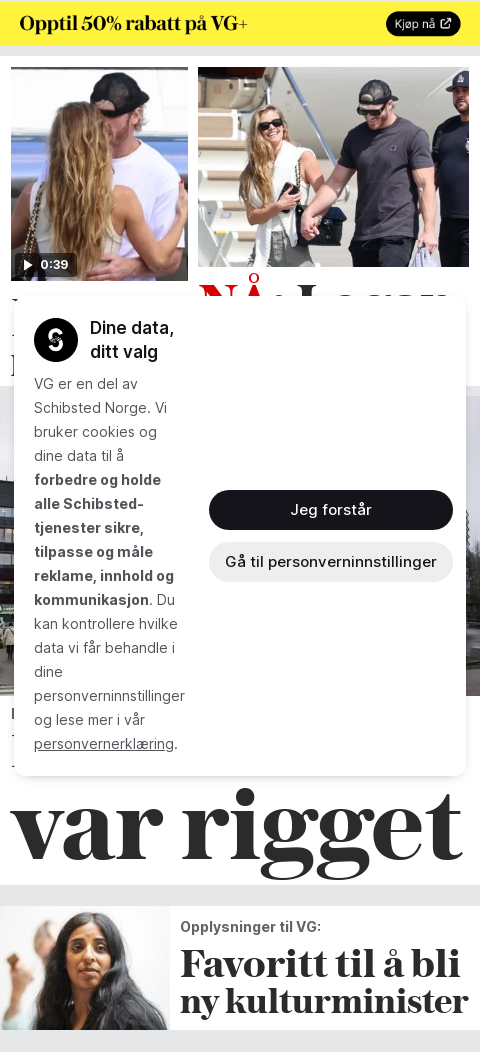 Opptil 50% rabatt på VG+
Kjøp nå
0:39
NÅ: Logan
Dine data,
ditt valg
VG er en del av
Schibsted Norge. Vi
bruker cookies og
dine data til å
forbedre og holde
alle Schibsted-
tjenester sikre,
tilpasse og måle
reklame, innhold og
kommunikasjon. Du
kan kontrollere hvilke
data vi får behandle i
dine
personverninnstillinger
og lese mer i vår
personvernerklæring.
Jeg forstår
Gå til personverninnstillinger
var rigget
Opplysninger til VG:
Favoritt til å bli
ny kulturminister